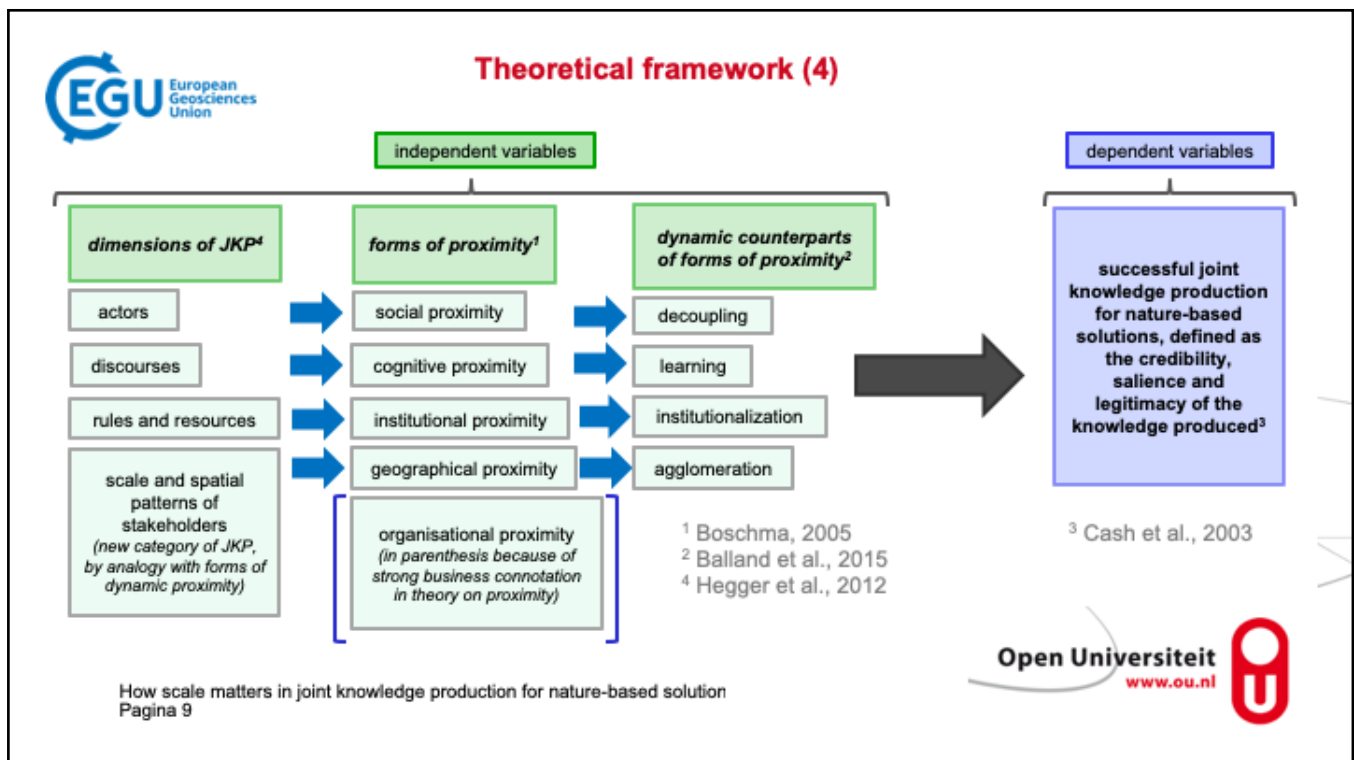 EGU
European
Geosciences
Union
Theoretical framework (4)
independent variables
dependent variables
dimensions of JKP⁴
forms of proximity¹
dynamic counterparts
of forms of proximity²
actors
social proximity
decoupling
discourses
cognitive proximity
learning
rules and resources
institutional proximity
institutionalization
scale and spatial
patterns of
stakeholders
(new category of JKP,
by analogy with forms of
dynamic proximity)
geographical proximity
agglomeration
organisational proximity
(in parenthesis because of
strong business connotation
in theory on proximity)
successful joint
knowledge production
for nature-based
solutions, defined as
the credibility,
salience and
legitimacy of the
knowledge produced³
¹ Boschma, 2005
² Balland et al., 2015
⁴ Hegger et al., 2012
³ Cash et al., 2003
How scale matters in joint knowledge production for nature-based solution
Pagina 9
Open Universiteit
www.ou.nl